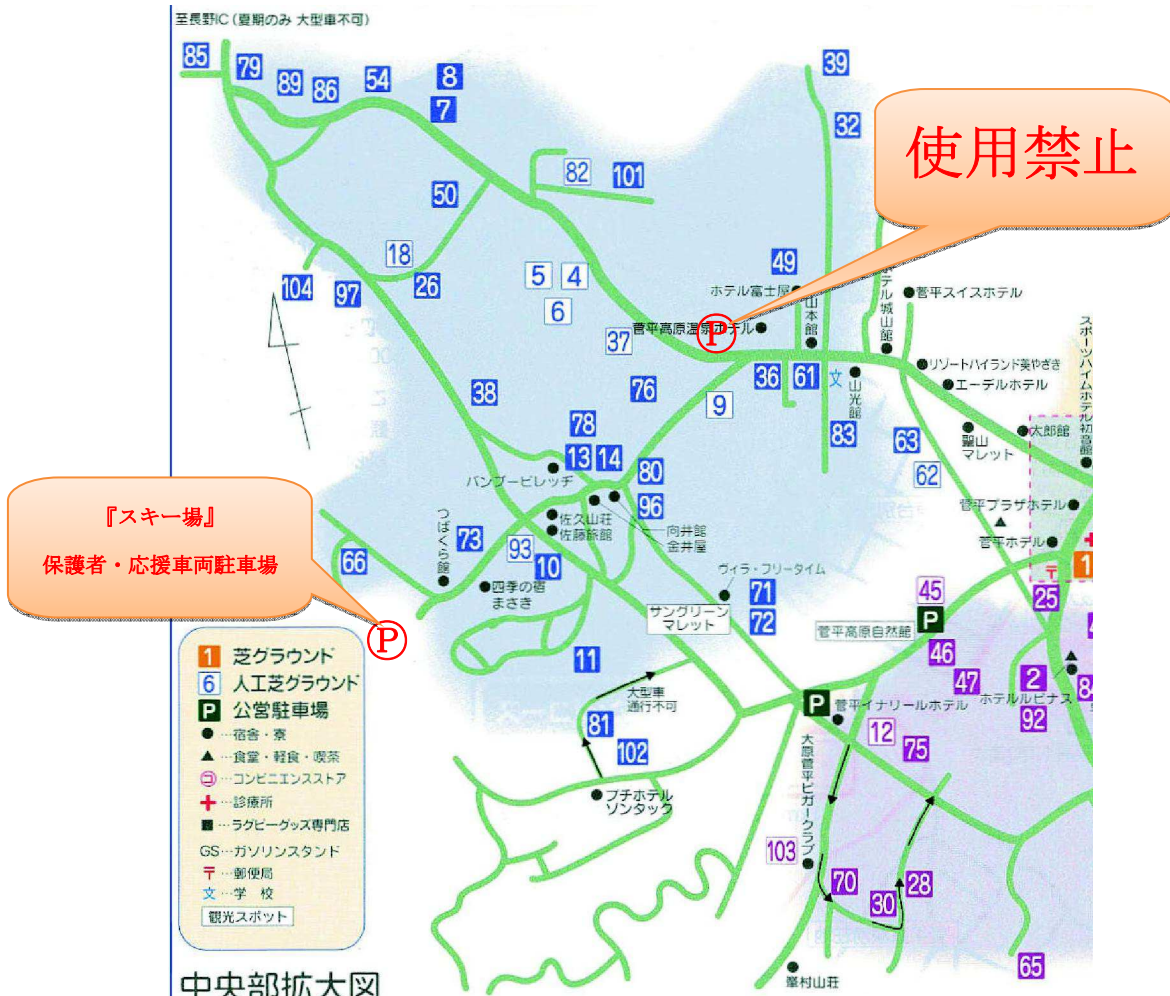 至長野IC (夏期のみ 大型車不可)
85
79
89
86
54
8
7
39
32
使用禁止
82
101
50
18
26
104
97
5
4
6
37
49
ホテル富士屋
山本館
菅平高原温泉ホテル
P
ホテル城山館
菅平スイスホテル
スポーツハイムホテル初音館
リゾートハイランド英やざき
エーデルホテル
36
61
文
山光館
83
76
9
38
78
13
14
80
96
63
62
聖山
マレット
太郎館
菅平プラザホテル
菅平ホテル
1
25
バンブービレッヂ
佐久山荘
佐藤旅館
向井館
金井屋
『スキー場』
保護者・応援車両駐車場
P
66
つばくら館
73
93
10
四季の宿
まさき
ヴィラ・フリータイム
71
72
サングリーン
マレット
45
菅平高原自然館
P
46
47
2
92
ホテルルピナス
84
11
大型車
通行不可
81
102
プチホテル
ソンタック
P
菅平イナリールホテル
12
75
大原菅平ビガークラブ
103
70
30
28
65
峯村山荘
1 芝グラウンド
6 人工芝グラウンド
P 公営駐車場
●…宿舎・寮
▲…食堂・軽食・喫茶
コ…コンビニエンスストア
✚…診療所
■…ラグビーグッズ専門店
GS…ガソリンスタンド
〒…郵便局
文…学 校
観光スポット
中央部拡大図